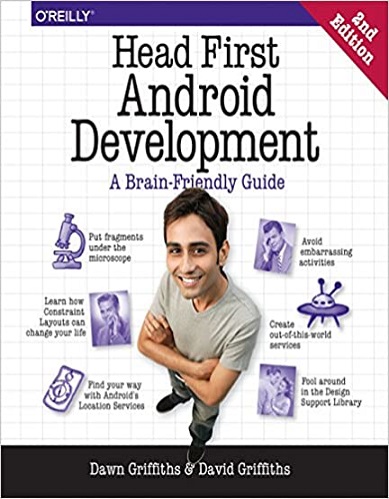 O'REILLY®
2nd Edition
Head First
Android
Development
A Brain-Friendly Guide
Put fragments
under the
microscope
Avoid
embarrassing
activities
Learn how
Constraint
Layouts can
change your life
Create
out-of-this-world
services
Find your way
with Android's
Location Services
Fool around
in the Design
Support Library
Dawn Griffiths & David Griffiths